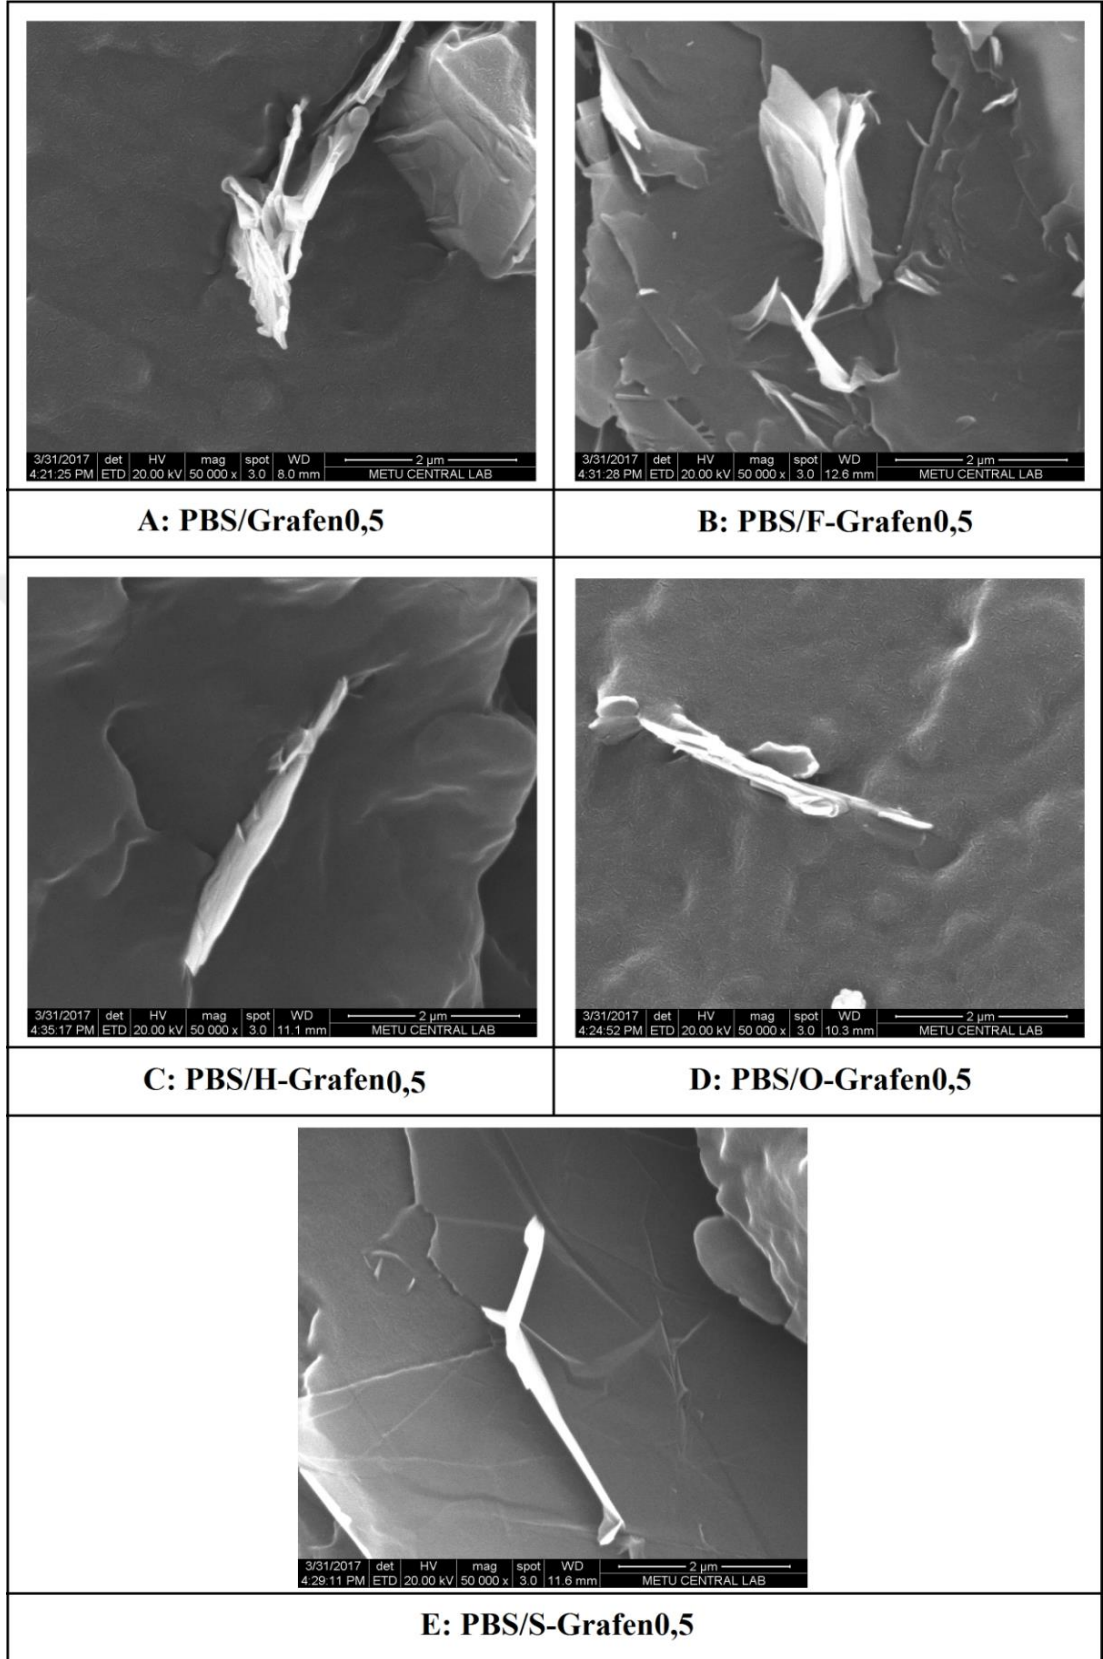 3/31/2017 det HV mag spot WD 2 µm
4:21:25 PM ETD 20.00 kV 50 000 x 3.0 8.0 mm METU CENTRAL LAB
A: PBS/Grafen0,5
3/31/2017 det HV mag spot WD 2 µm
4:31:28 PM ETD 20.00 kV 50 000 x 3.0 12.6 mm METU CENTRAL LAB
B: PBS/F-Grafen0,5
3/31/2017 det HV mag spot WD 2 µm
4:35:17 PM ETD 20.00 kV 50 000 x 3.0 11.1 mm METU CENTRAL LAB
C: PBS/H-Grafen0,5
3/31/2017 det HV mag spot WD 2 µm
4:24:52 PM ETD 20.00 kV 50 000 x 3.0 10.3 mm METU CENTRAL LAB
D: PBS/O-Grafen0,5
3/31/2017 det HV mag spot WD 2 µm
4:29:11 PM ETD 20.00 kV 50 000 x 3.0 11.6 mm METU CENTRAL LAB
E: PBS/S-Grafen0,5